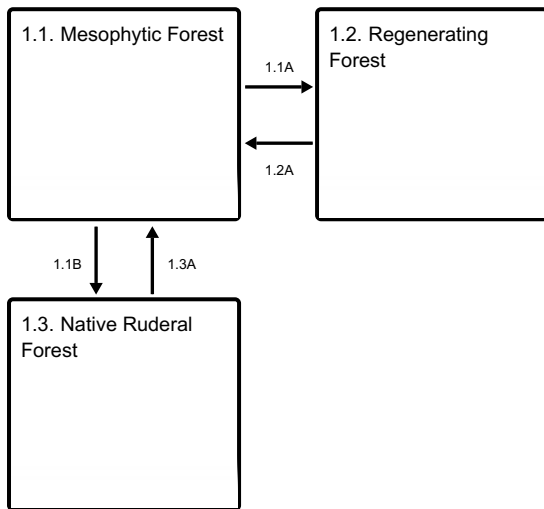 1.1. Mesophytic Forest
1.2. Regenerating
Forest
1.1A
1.2A
1.1B
1.3A
1.3. Native Ruderal
Forest